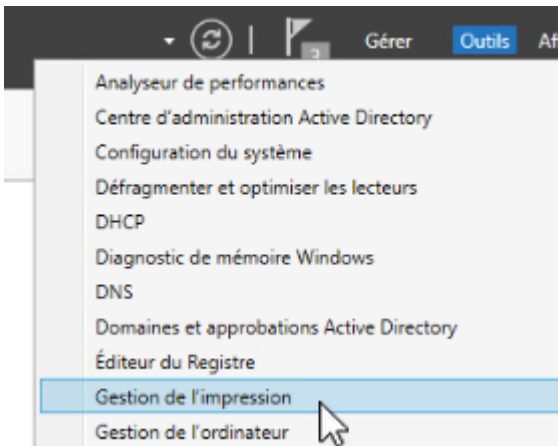 3 Gérer Outils Af
Analyseur de performances
Centre d'administration Active Directory
Configuration du système
Défragmenter et optimiser les lecteurs
DHCP
Diagnostic de mémoire Windows
DNS
Domaines et approbations Active Directory
Éditeur du Registre
Gestion de l'impression
Gestion de l'ordinateur